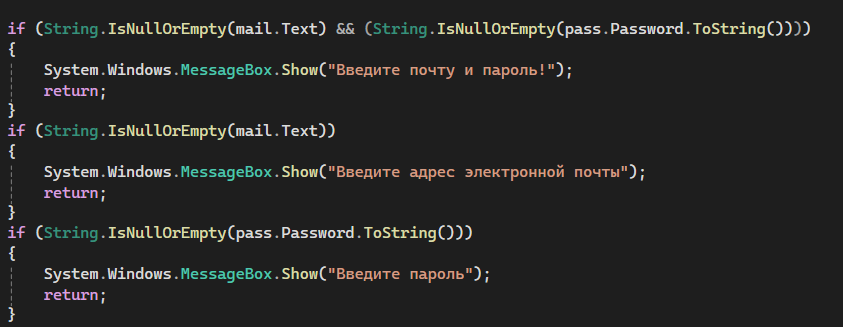 if (String.IsNullOrEmpty(mail.Text) && (String.IsNullOrEmpty(pass.Password.ToString())))
{
    System.Windows.MessageBox.Show("Введите почту и пароль!");
    return;
}
if (String.IsNullOrEmpty(mail.Text))
{
    System.Windows.MessageBox.Show("Введите адрес электронной почты");
    return;
}
if (String.IsNullOrEmpty(pass.Password.ToString()))
{
    System.Windows.MessageBox.Show("Введите пароль");
    return;
}